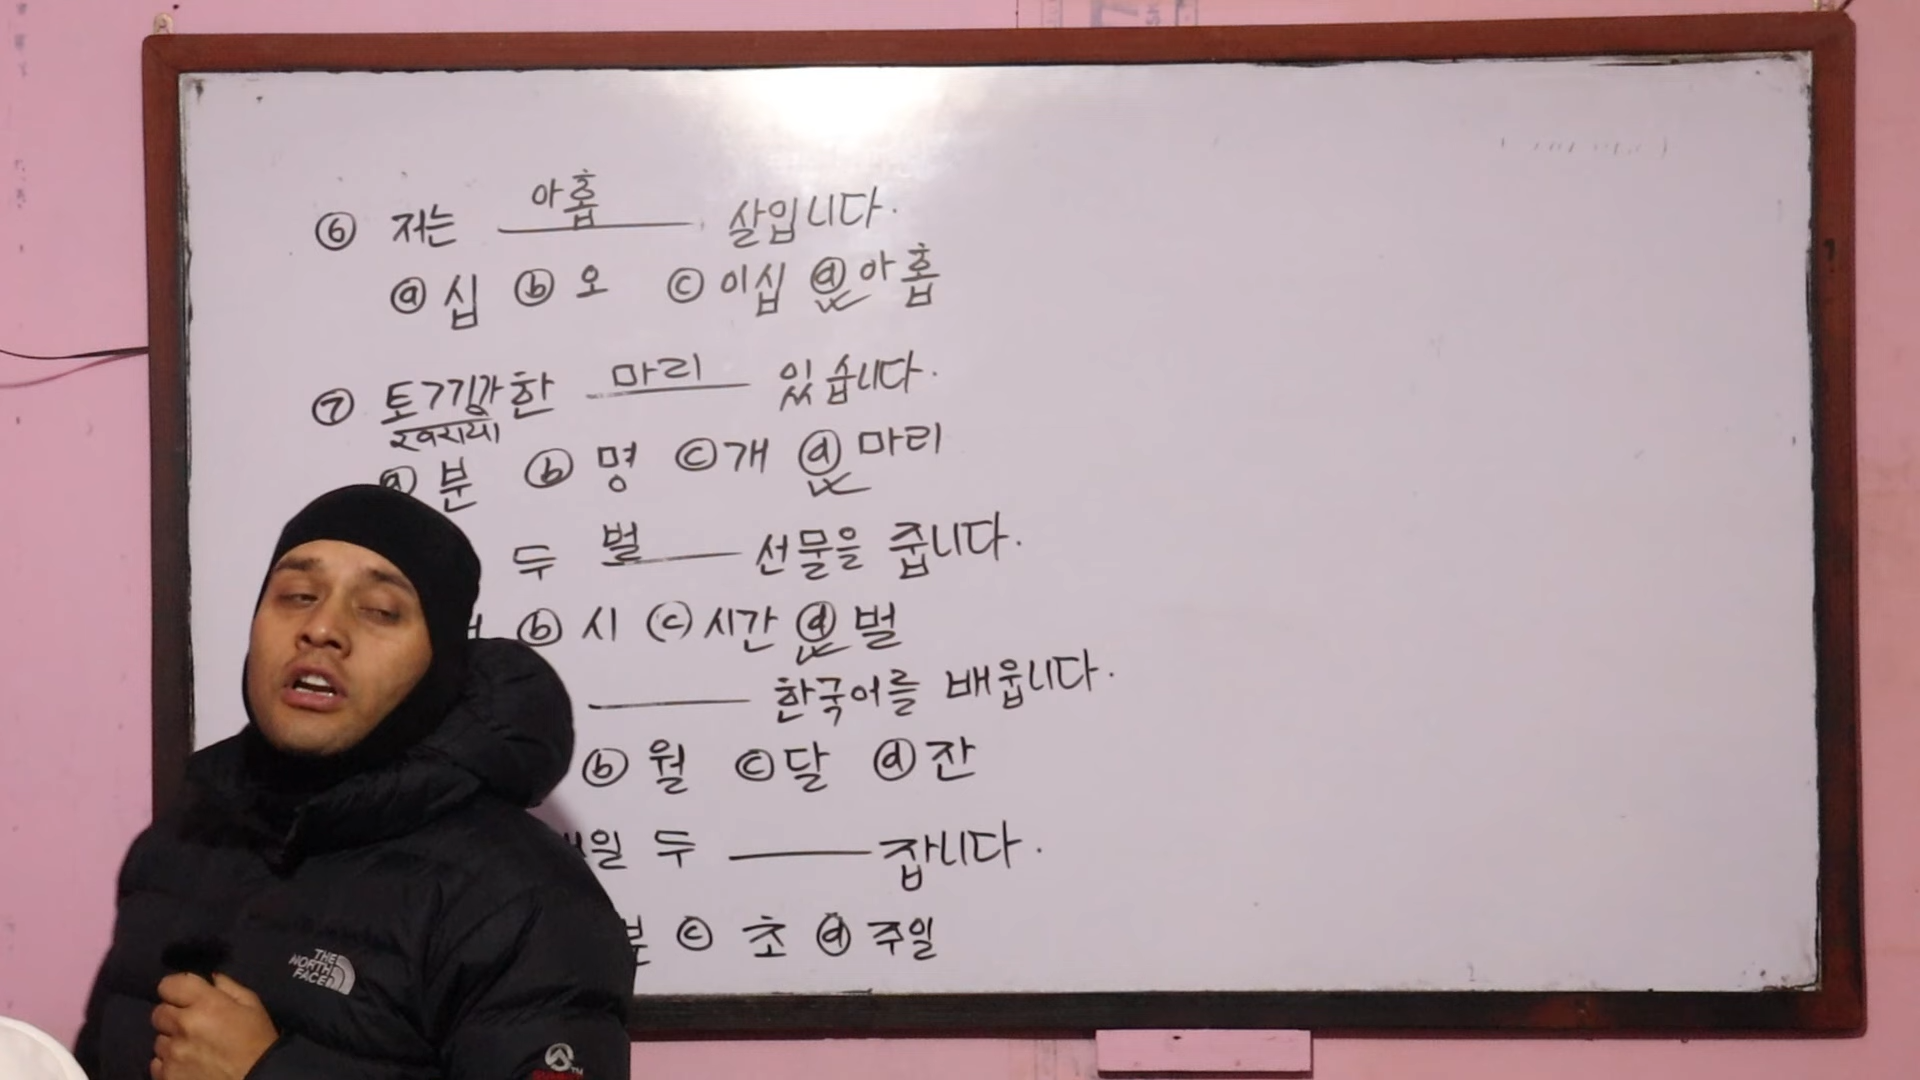 ⑥ 저는 아홉 살입니다.
ⓐ 십 ⓑ 오 ⓒ 이십 ⓓ 아홉
⑦ 토끼가 한 마리 있습니다.
खरायो
ⓐ 분 ⓑ 명 ⓒ 개 ⓓ 마리
두 벌 선물을 줍니다.
ⓑ 시 ⓒ 시간 ⓓ 벌
한국어를 배웁니다.
ⓑ 월 ⓒ 달 ⓓ 잔
일 두 잡니다.
ⓒ 초 ⓓ 주일
THE
NORTH
FACE